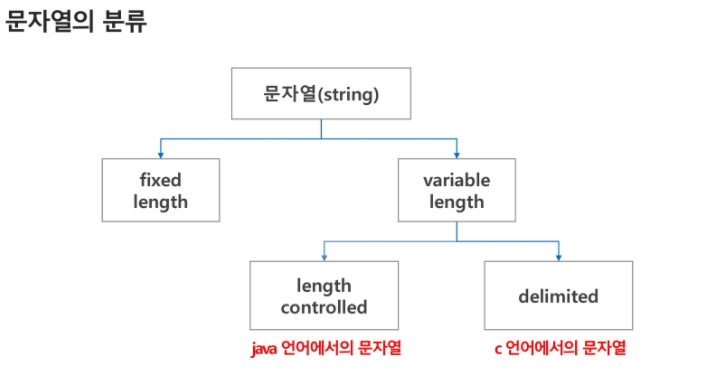 문자열의 분류
문자열(string)
fixed
length
variable
length
length
controlled
delimited
java 언어에서의 문자열
c 언어에서의 문자열